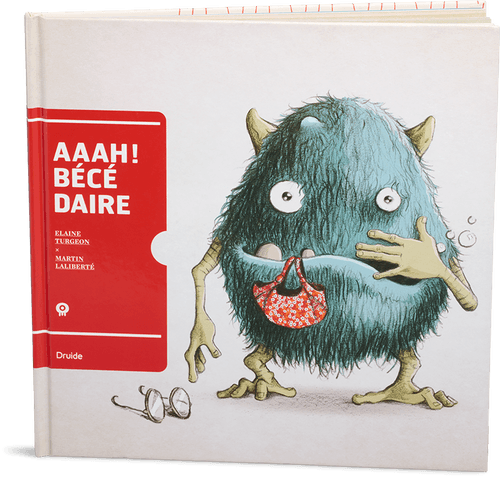 AAAH!
BÉCÉ
DAIRE
ELAINE
TURGEON
×
MARTIN
LALIBERTÉ
Druide